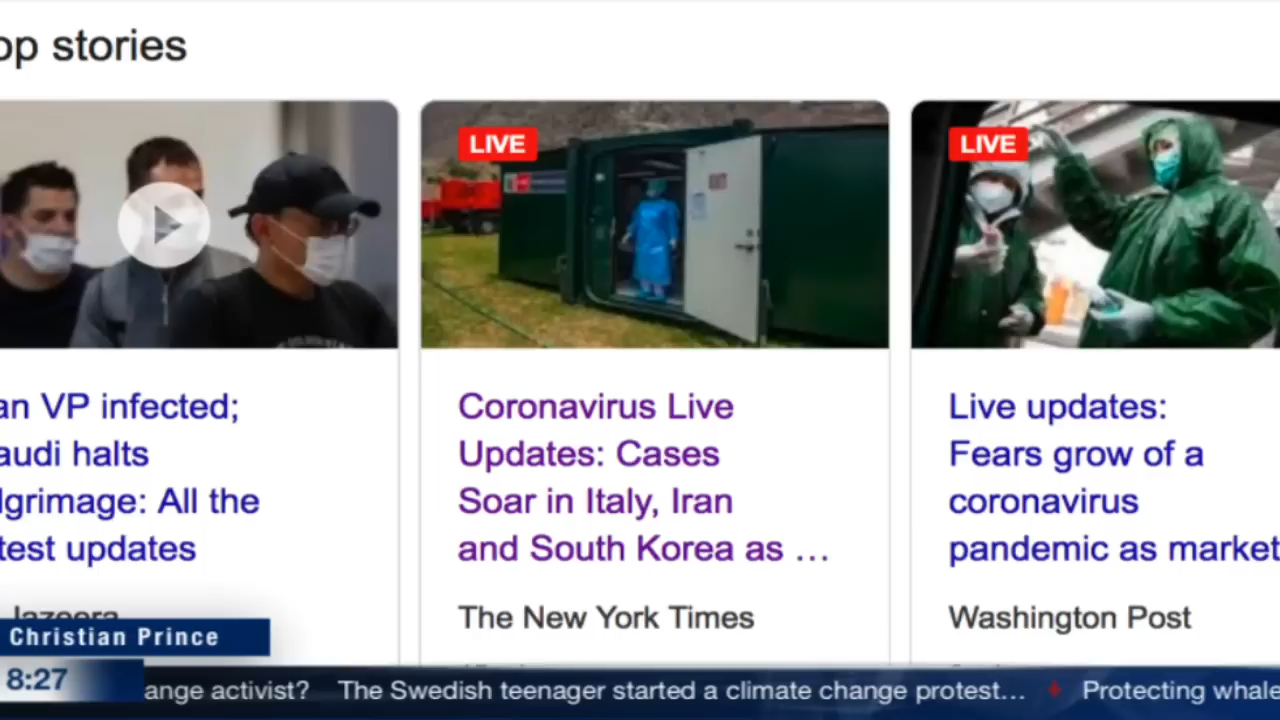 op stories
LIVE
LIVE
an VP infected;
audi halts
lgrimage: All the
test updates
Coronavirus Live
Updates: Cases
Soar in Italy, Iran
and South Korea as …
The New York Times
Live updates:
Fears grow of a
coronavirus
pandemic as market
Washington Post
Jazeera
Christian Prince
8:27
ange activist? The Swedish teenager started a climate change protest... Protecting whale